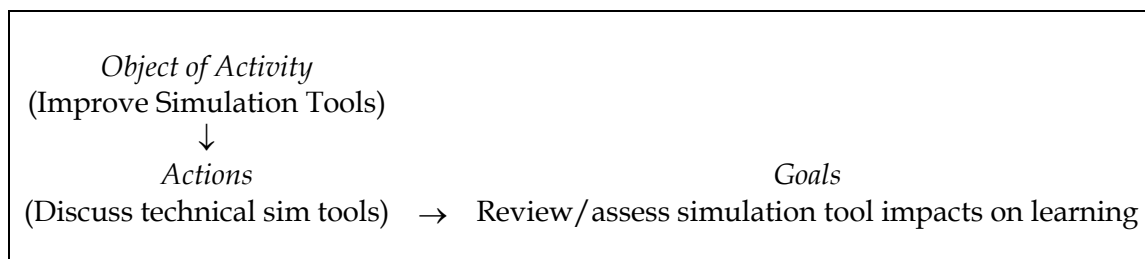 Object of Activity
(Improve Simulation Tools)
↓
Actions Goals
(Discuss technical sim tools) → Review/assess simulation tool impacts on learning